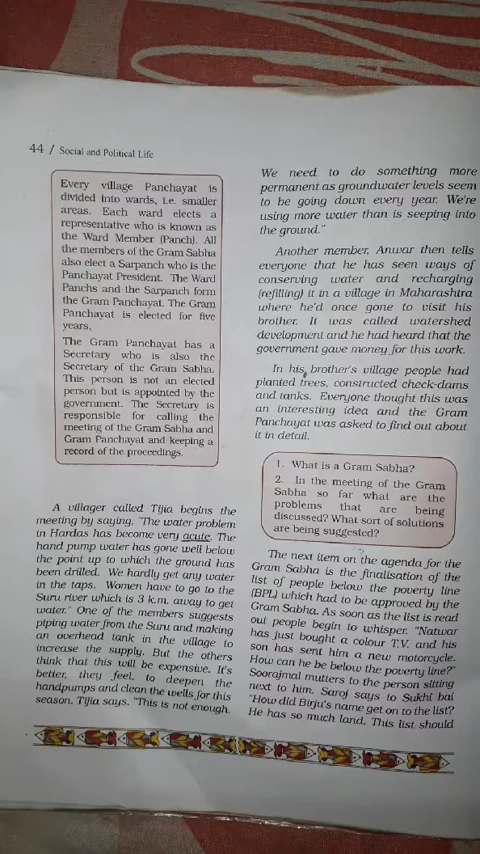 44 / Social and Political Life
Every village Panchayat is
divided into wards, i.e. smaller
areas. Each ward elects a
representative who is known as
the Ward Member (Panch). All
the members of the Gram Sabha
also elect a Sarpanch who is the
Panchayat President. The Ward
Panchs and the Sarpanch form
the Gram Panchayat. The Gram
Panchayat is elected for five
years.
The Gram Panchayat has a
Secretary who is also the
Secretary of the Gram Sabha.
This person is not an elected
person but is appointed by the
government. The Secretary is
responsible for calling the
meeting of the Gram Sabha and
Gram Panchayat and keeping a
record of the proceedings.
A villager called Tijia begins the
meeting by saying, "The water problem
in Hardas has become very acute. The
hand pump water has gone well below
the point up to which the ground has
been drilled. We hardly get any water
in the taps. Women have to go to the
Suru river which is 3 k.m. away to get
water." One of the members suggests
piping water from the Suru and making
an overhead tank in the village to
increase the supply. But the others
think that this will be expensive. It's
better, they feel, to deepen the
handpumps and clean the wells for this
season. Tijia says, "This is not enough.
We need to do something more
permanent as groundwater levels seem
to be going down every year. We're
using more water than is seeping into
the ground."
Another member, Anwar then tells
everyone that he has seen ways of
conserving water and recharging
(refilling) it in a village in Maharashtra
where he'd once gone to visit his
brother. It was called watershed
development and he had heard that the
government gave money for this work.
In his brother's village people had
planted trees, constructed check-dams
and tanks. Everyone thought this was
an interesting idea and the Gram
Panchayat was asked to find out about
it in detail.
1. What is a Gram Sabha?
2. In the meeting of the Gram
Sabha so far what are the
problems that are being
discussed? What sort of solutions
are being suggested?
The next item on the agenda for the
Gram Sabha is the finalisation of the
list of people below the poverty line
(BPL) which had to be approved by the
Gram Sabha. As soon as the list is read
out people begin to whisper. "Natwar
has just bought a colour T.V. and his
son has sent him a new motorcycle.
How can he be below the poverty line?"
Soorajmal mutters to the person sitting
next to him. Saroj says to Sukhi bai
"How did Birju's name get on to the list?
He has so much land. This list should